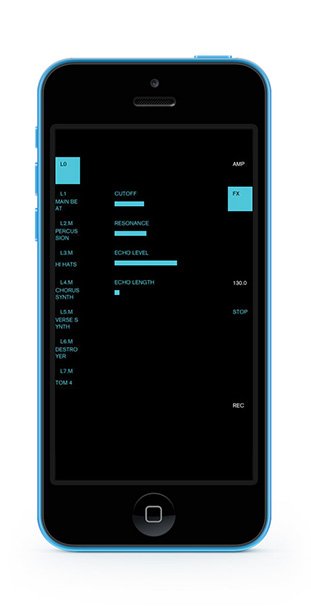 L0
AMP
L1
MAIN BE
AT
CUTOFF
FX
L2.M
PERCUS
SION
RESONANCE
L3.M
HI HATS
ECHO LEVEL
L4.M
CHORUS
SYNTH
ECHO LENGTH
130.0
L5.M
VERSE S
YNTH
STOP
L6.M
DESTRO
YER
L7.M
TOM 4
REC